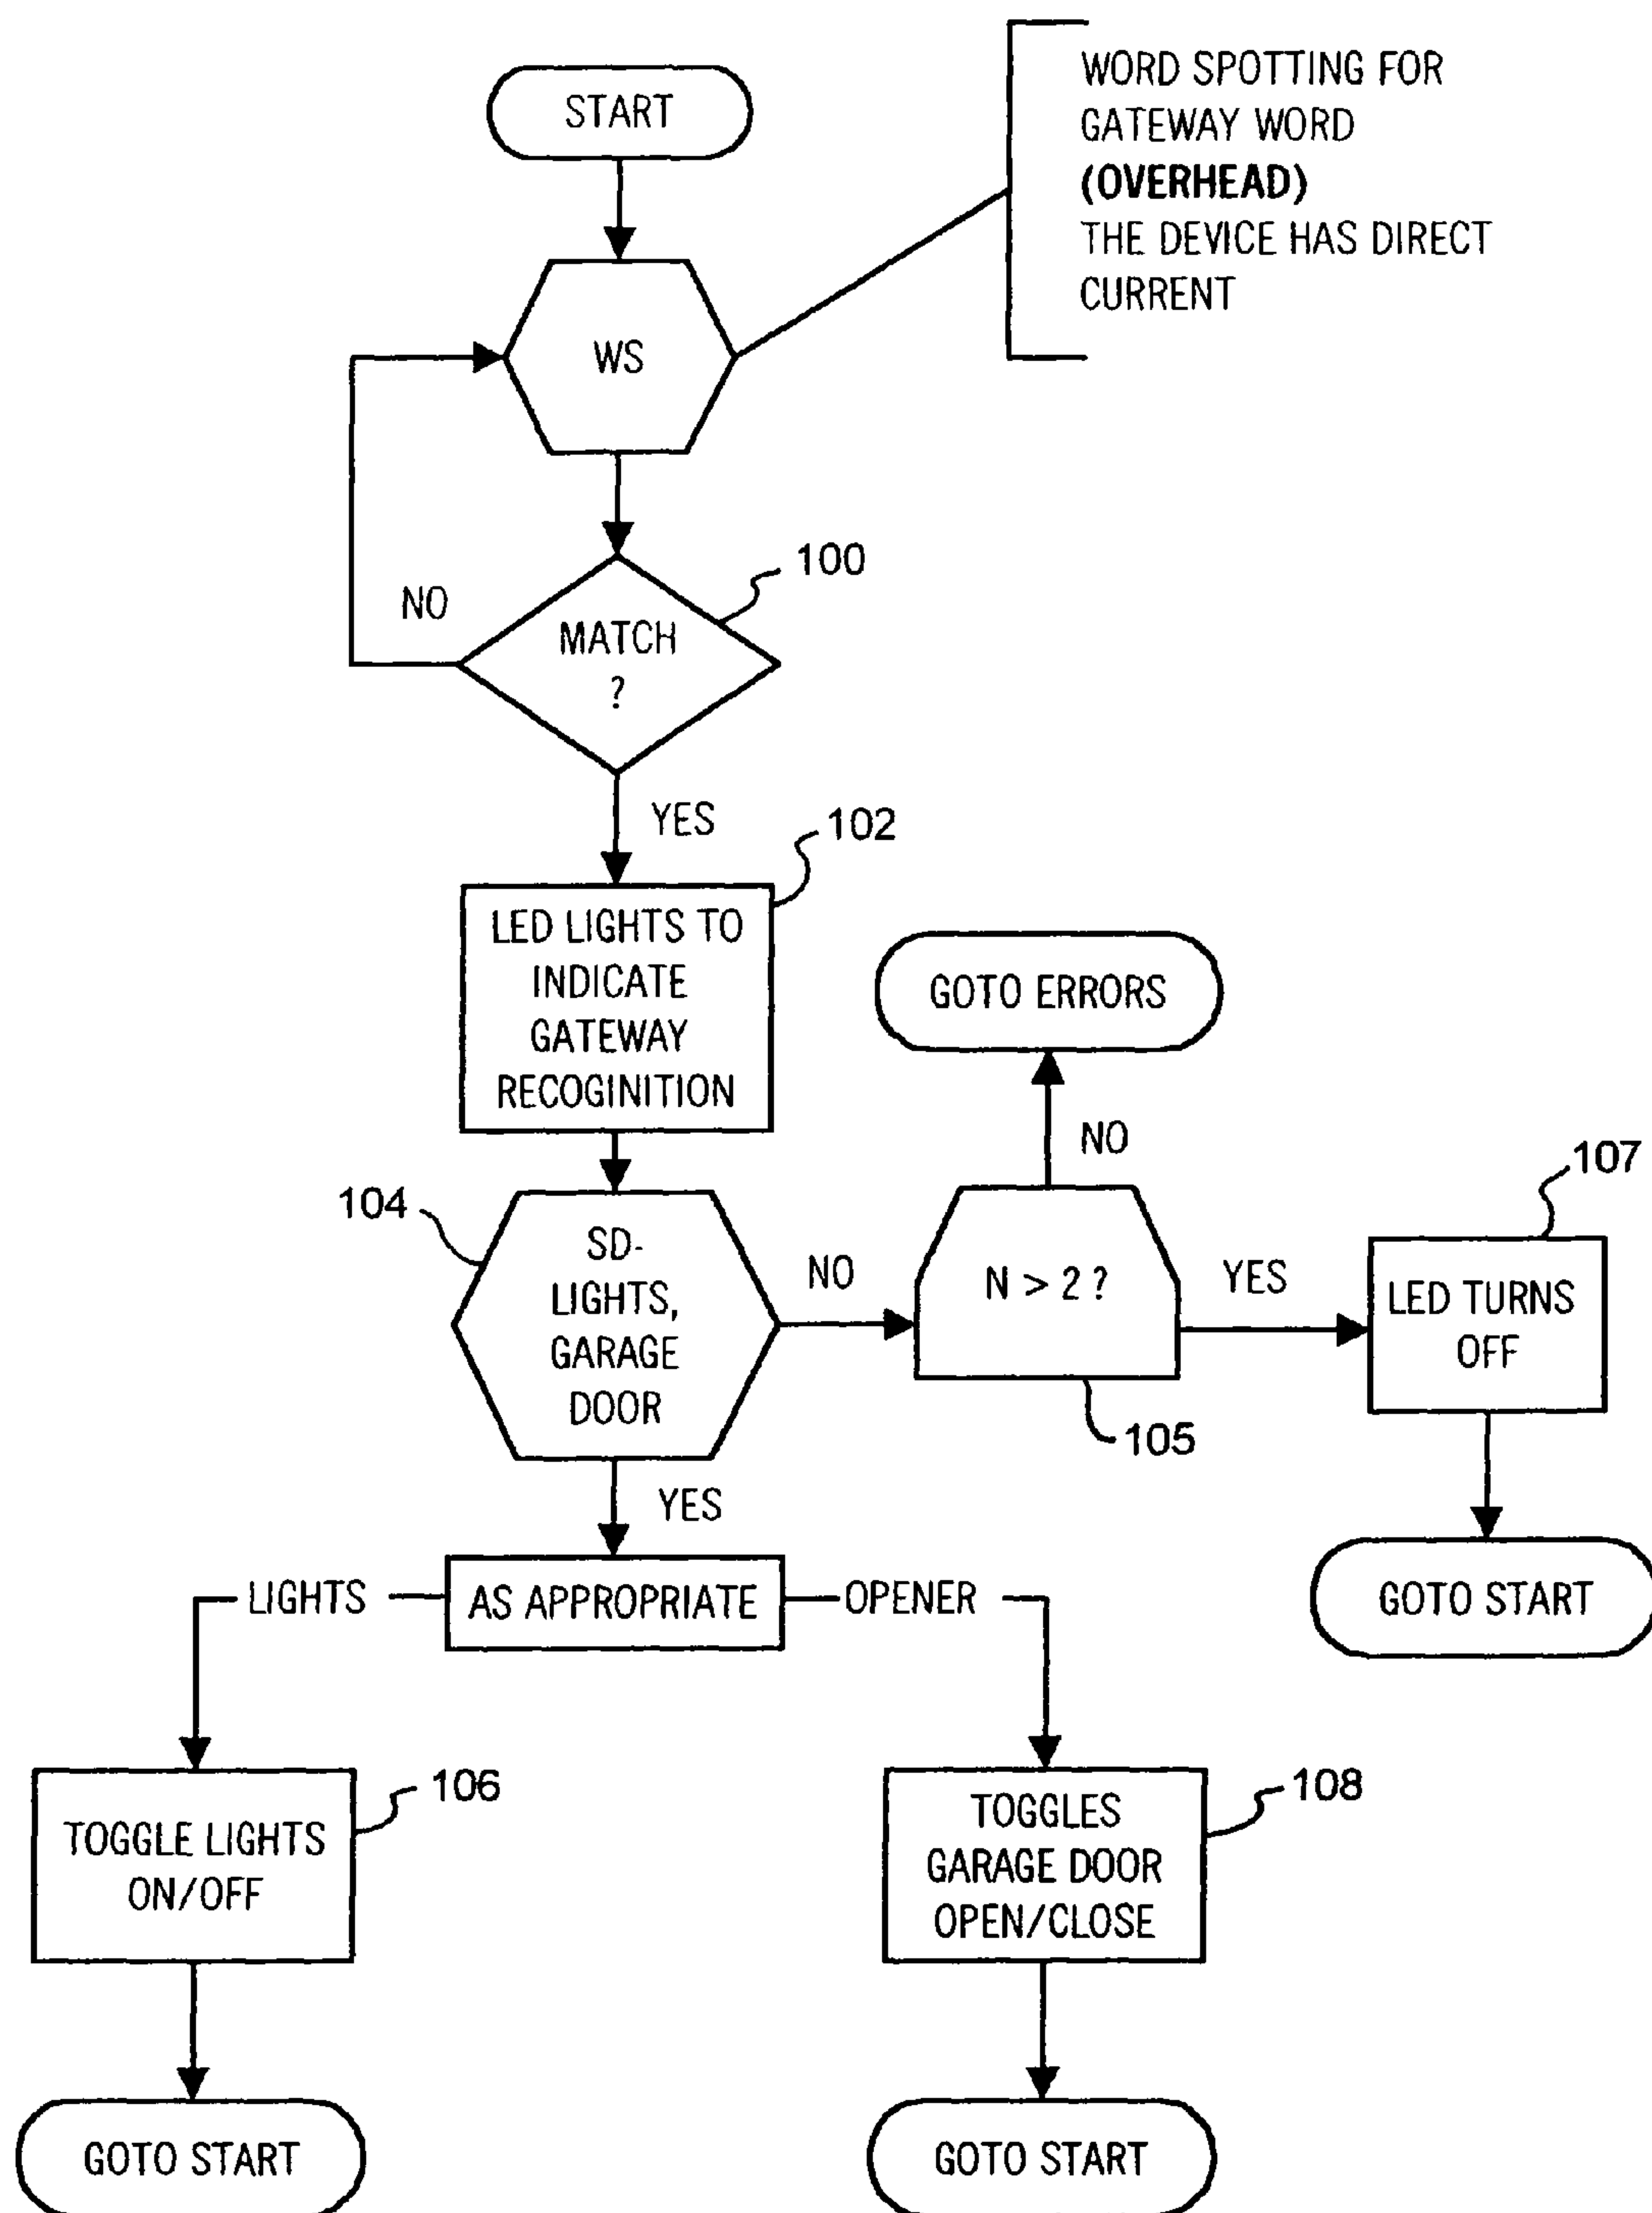 START
WORD SPOTTING FOR
GATEWAY WORD
(OVERHEAD)
THE DEVICE HAS DIRECT
CURRENT
WS
100
NO
MATCH
?
YES
102
LED LIGHTS TO
INDICATE
GATEWAY
RECOGINITION
GOTO ERRORS
NO
107
104
SD-
LIGHTS,
GARAGE
DOOR
NO
N > 2 ?
YES
LED TURNS
OFF
105
YES
LIGHTS
AS APPROPRIATE
OPENER
GOTO START
106
TOGGLE LIGHTS
ON/OFF
108
TOGGLES
GARAGE DOOR
OPEN/CLOSE
GOTO START
GOTO START